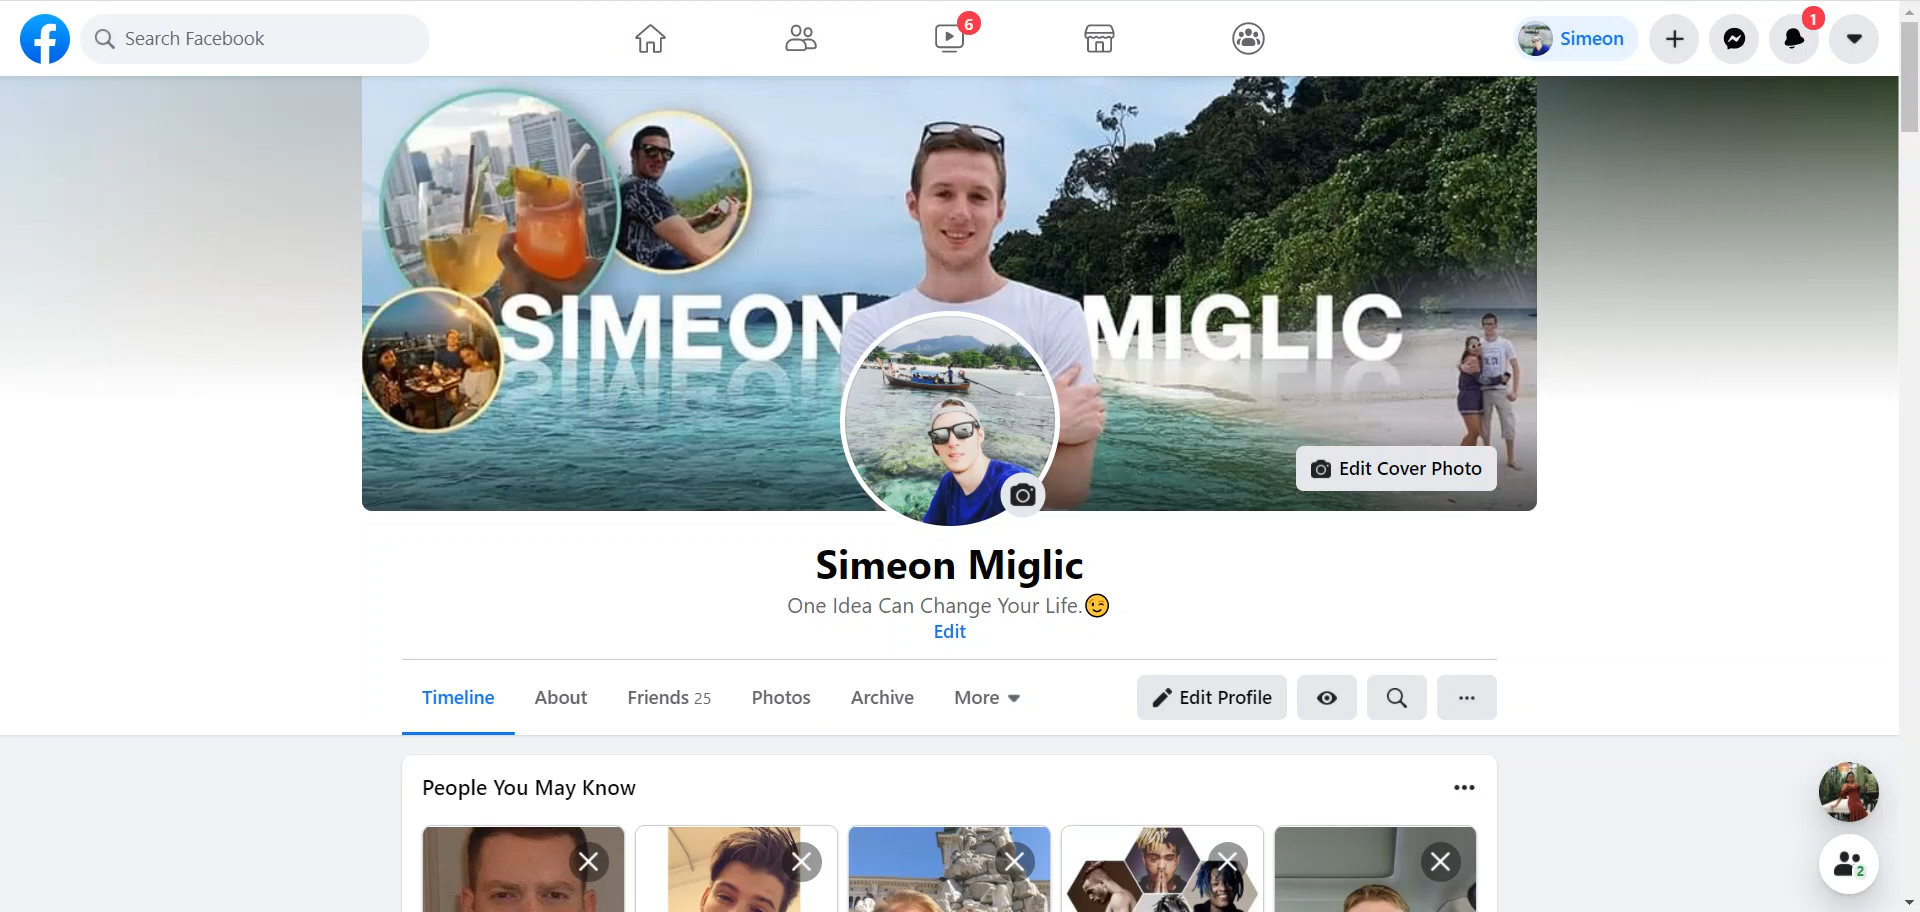 Search Facebook
6
Simeon
1
SIMEON MIGLIC
Edit Cover Photo
Simeon Miglic
One Idea Can Change Your Life.😉
Edit
Timeline About Friends 25 Photos Archive More
Edit Profile
People You May Know
2